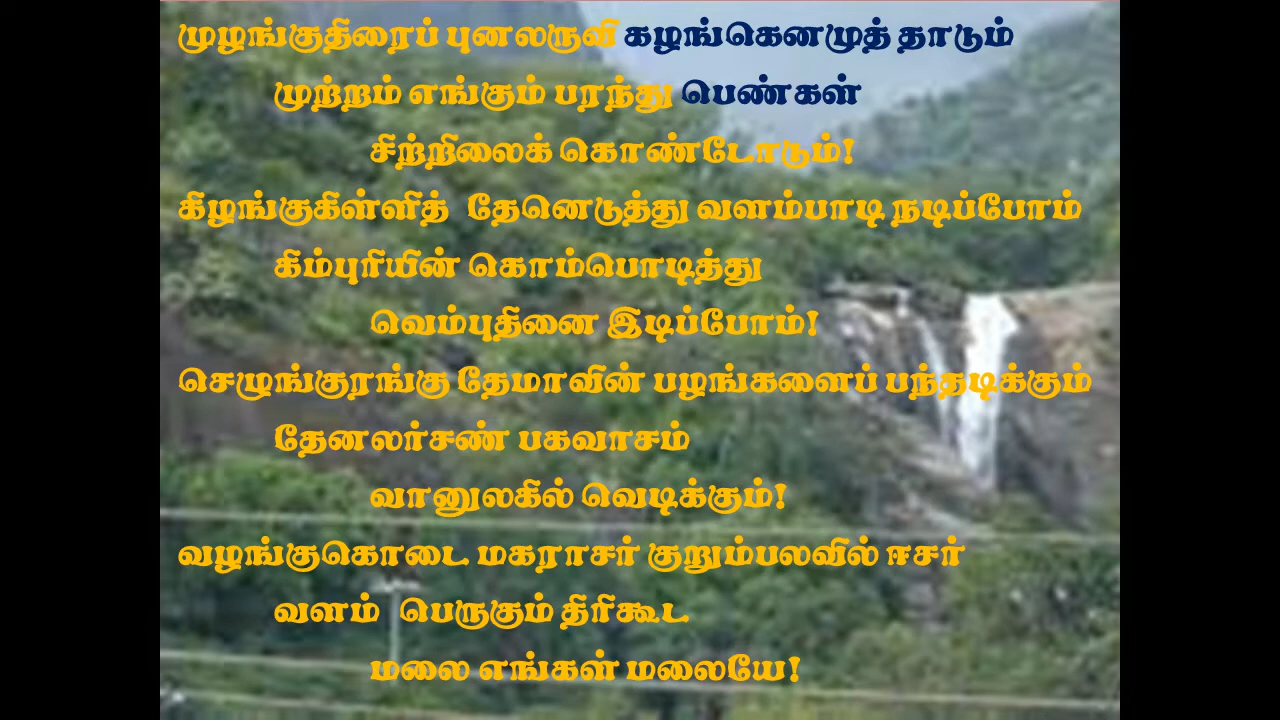 முழங்குதிரைப் புனலருவி கழங்கெனமுத் தாடும்
முற்றம் எங்கும் பரந்து பெண்கள்
சிற்றிலைக் கொண்டோடும்!
கிழங்குகிள்ளித் தேனெடுத்து வளம்பாடி நடிப்போம்
கிம்புரியின் கொம்பொடித்து
வெம்புதினை இடிப்போம்!
செழுங்குரங்கு தேமாவின் பழங்களைப் பந்தடிக்கும்
தேனலர்சண் பகவாசம்
வானுலகில் வெடிக்கும்!
வழங்குகொடை மகராசர் குறும்பலவில் ஈசர்
வளம் பெருகும் திரிகூட
மலை எங்கள் மலையே!